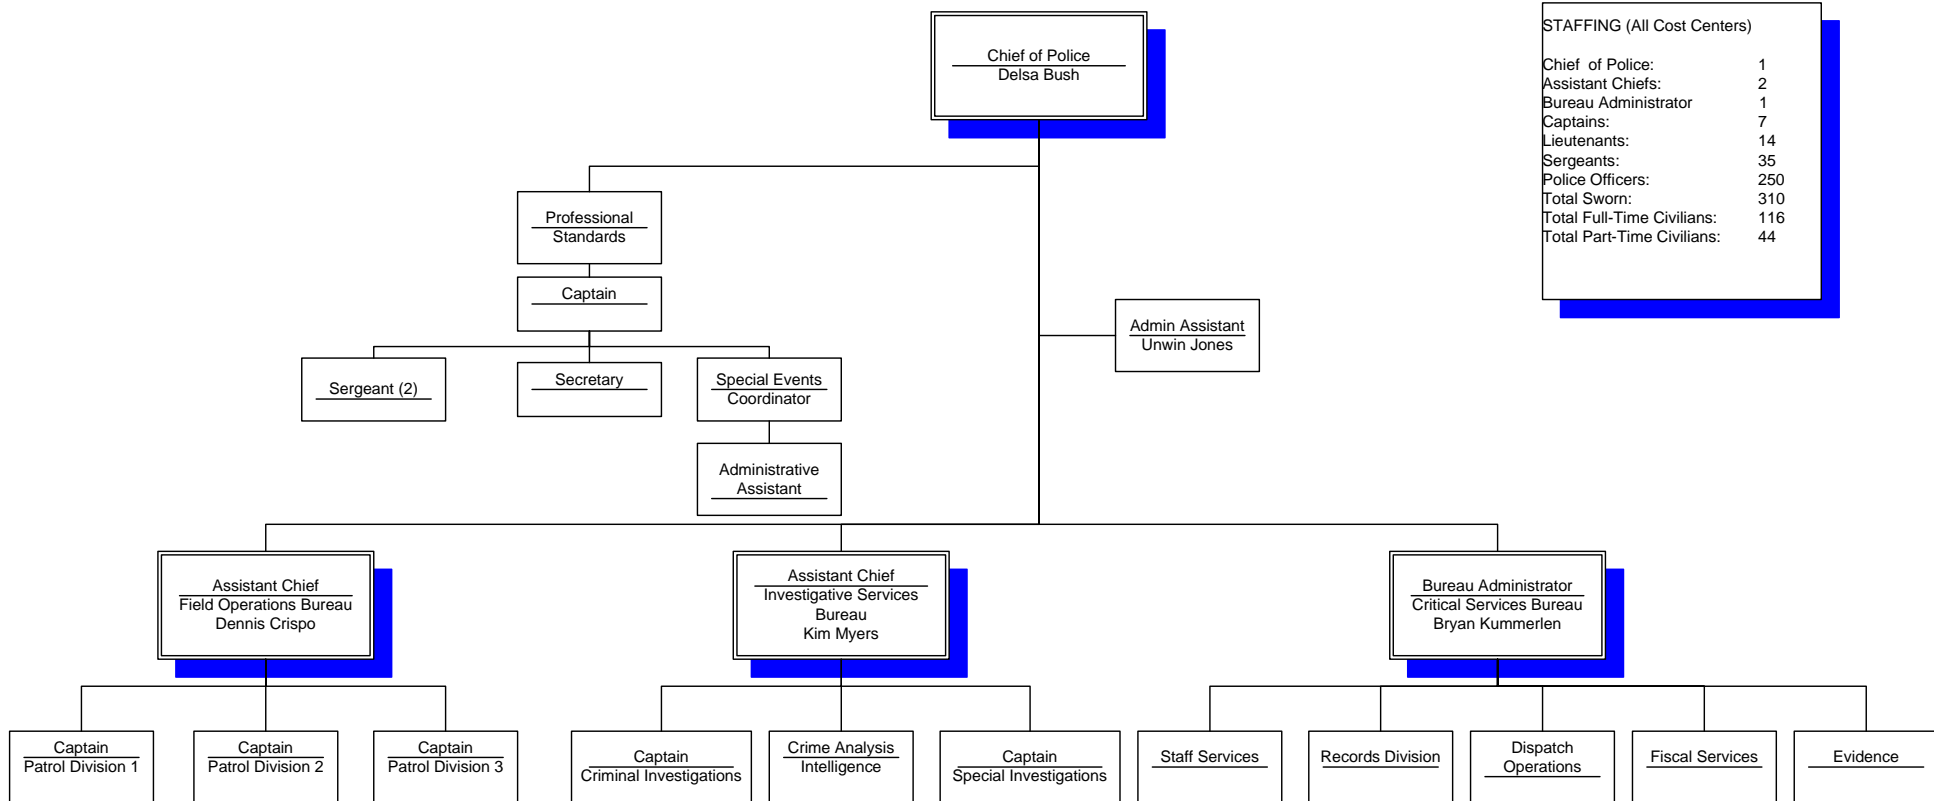 Chief of Police
Delsa Bush
STAFFING (All Cost Centers)
Chief of Police: 1
Assistant Chiefs: 2
Bureau Administrator 1
Captains: 7
Lieutenants: 14
Sergeants: 35
Police Officers: 250
Total Sworn: 310
Total Full-Time Civilians: 116
Total Part-Time Civilians: 44
Professional
Standards
Captain
Admin Assistant
Unwin Jones
Sergeant (2)
Secretary
Special Events
Coordinator
Administrative
Assistant
Assistant Chief
Field Operations Bureau
Dennis Crispo
Assistant Chief
Investigative Services
Bureau
Kim Myers
Bureau Administrator
Critical Services Bureau
Bryan Kummerlen
Captain
Patrol Division 1
Captain
Patrol Division 2
Captain
Patrol Division 3
Captain
Criminal Investigations
Crime Analysis
Intelligence
Captain
Special Investigations
Staff Services
Records Division
Dispatch
Operations
Fiscal Services
Evidence